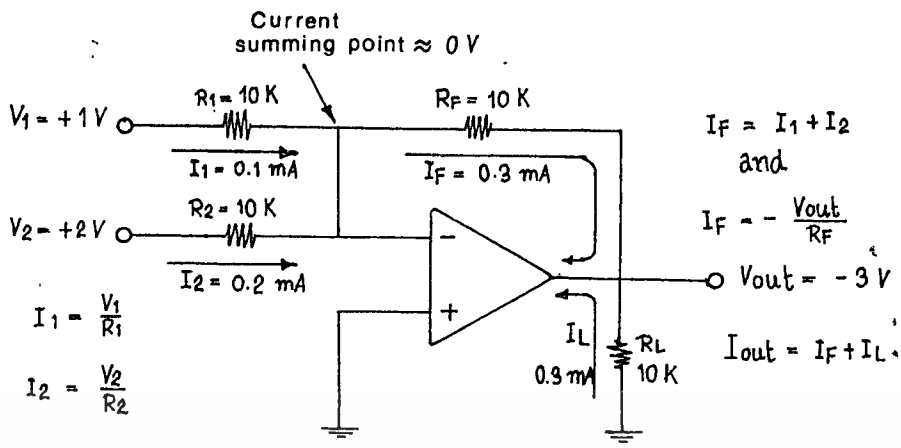 Current
summing point ≈ 0 V
V1 = +1 V
R1 = 10 K
I1 = 0.1 mA
RF = 10 K
IF = 0.3 mA
IF = I1 + I2
and
IF = - Vout/RF
V2 = +2 V
R2 = 10 K
I2 = 0.2 mA
-
+
Vout = -3 V
I1 = V1/R1
I2 = V2/R2
IL
0.3 mA
RL
10 K
Iout = IF + IL.